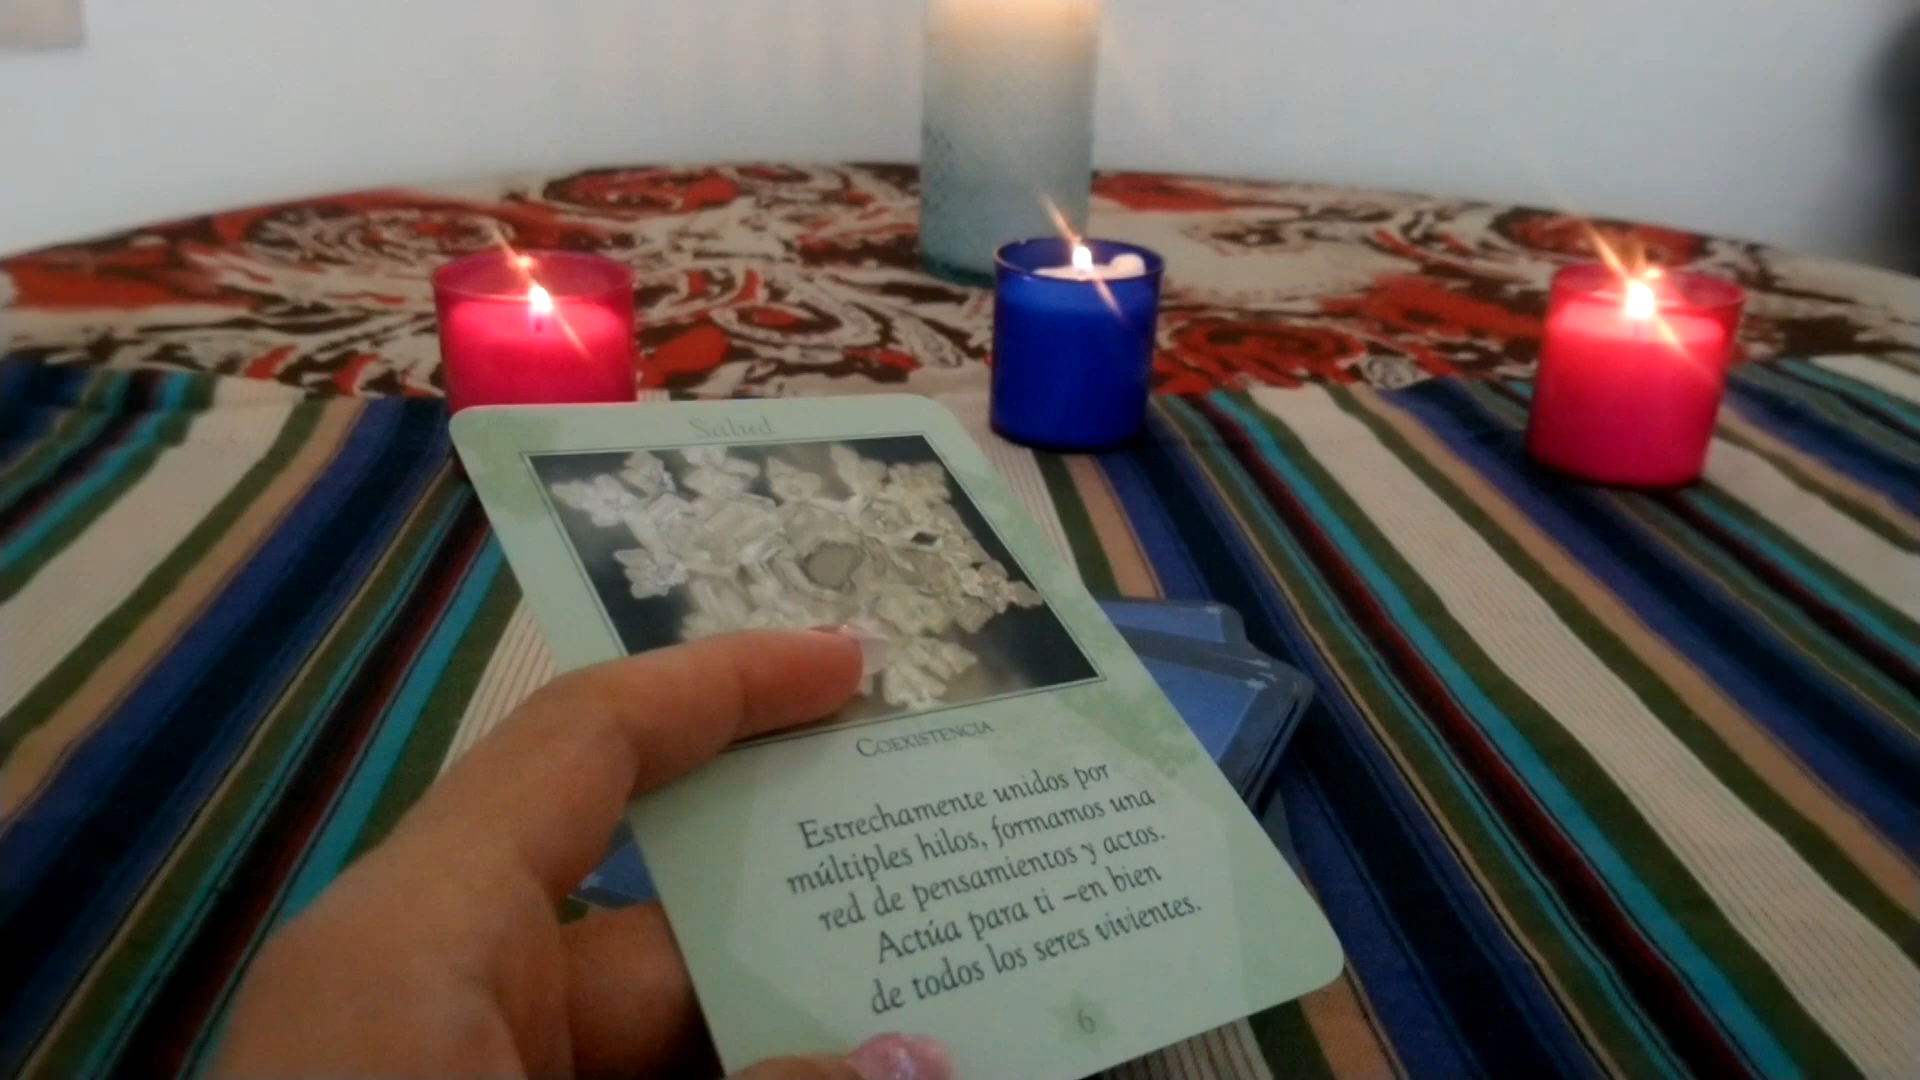 Salud
COEXISTENCIA
Estrechamente unidos por
múltiples hilos, formamos una
red de pensamientos y actos.
Actúa para ti –en bien
de todos los seres vivientes.
6